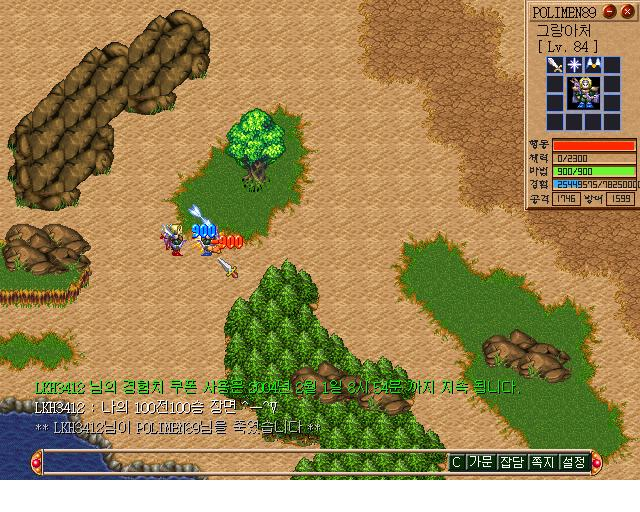 POLIMEN89
그랑아처
[ Lv. 84 ]
행동
체력 0/2300
마법 900/900
경험 25449575/7825000
공격 1746 방어 1599
900
-900
LKH3412 님의 경험치 쿠폰 사용은 2004년 2월 1일 8시 54분 까지 지속 됩니다.
LKH3412 : 나의 100전100승 장면 ^-^V
** LKH3412님이 POLIMEN89님을 죽였습니다 **
C 가문 잡담 쪽지 설정